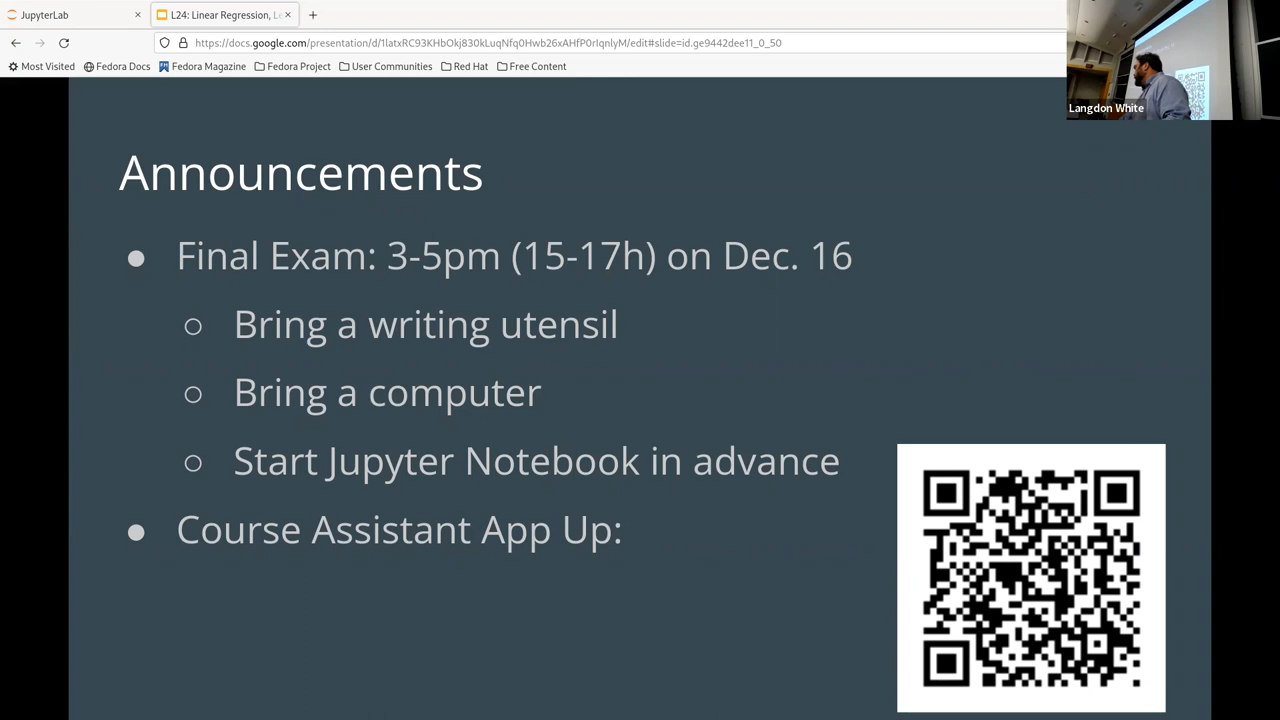 JupyterLab
L24: Linear Regression, Le
https://docs.google.com/presentation/d/1latxRC93KHbOkj830kLuqNfq0Hwb26xAHfP0rIqnlyM/edit#slide=id.ge9442dee11_0_50
Most Visited Fedora Docs Fedora Magazine Fedora Project User Communities Red Hat Free Content
Langdon White
Announcements
● Final Exam: 3-5pm (15-17h) on Dec. 16
○ Bring a writing utensil
○ Bring a computer
○ Start Jupyter Notebook in advance
● Course Assistant App Up: